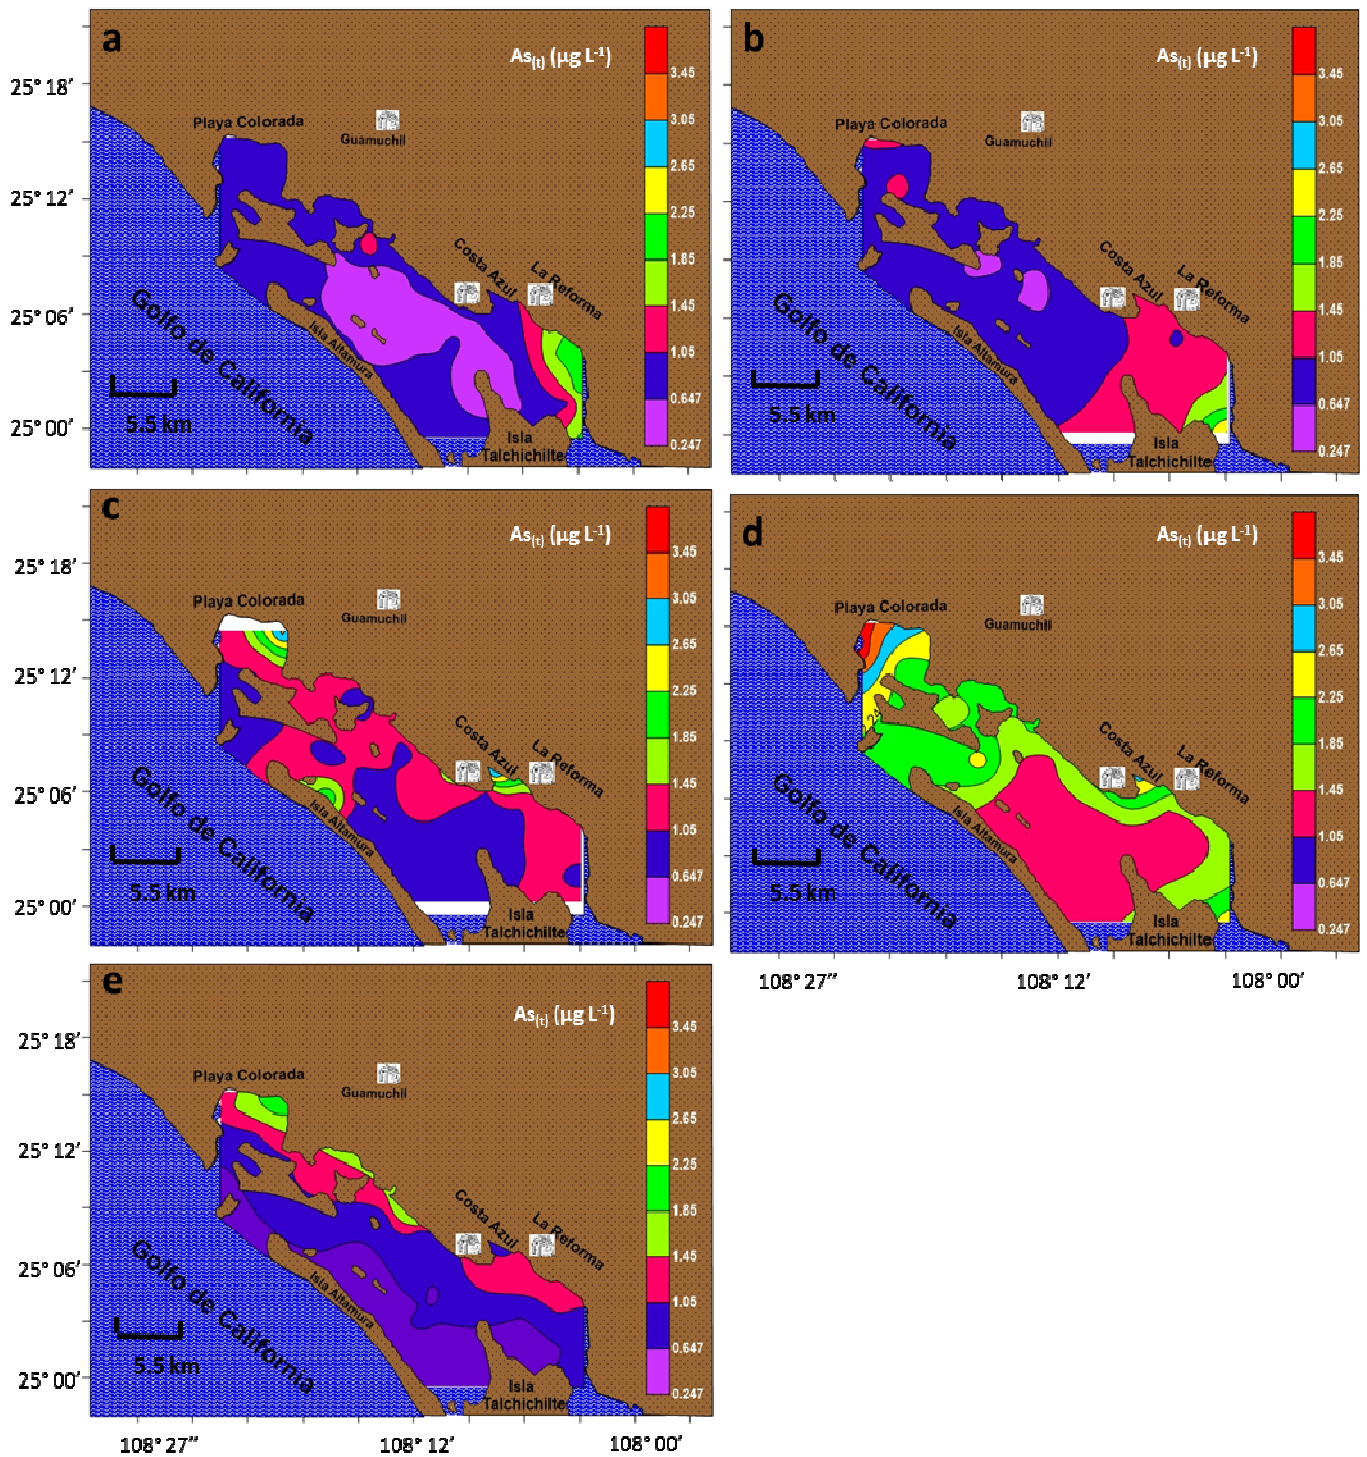 a
As(t) (µg L-1)
3.45
3.05
2.65
2.25
1.85
1.45
1.05
0.647
0.247
25° 18’
25° 12’
25° 06’
25° 00’
Playa Colorada
Guamuchil
Costa Azul
La Reforma
Isla Altamura
Golfo de California
5.5 km
Isla
Talchichilte
b
As(t) (µg L-1)
3.45
3.05
2.65
2.25
1.85
1.45
1.05
0.647
0.247
Playa Colorada
Guamuchil
Costa Azul
La Reforma
Isla Altamura
Golfo de California
5.5 km
Isla
Talchichilte
c
As(t) (µg L-1)
3.45
3.05
2.65
2.25
1.85
1.45
1.05
0.647
0.247
25° 18’
25° 12’
25° 06’
25° 00’
Playa Colorada
Guamuchil
Costa Azul
La Reforma
Isla Altamura
Golfo de California
5.5 km
Isla
Talchichilte
d
As(t) (µg L-1)
3.45
3.05
2.65
2.25
1.85
1.45
1.05
0.647
0.247
Playa Colorada
Guamuchil
Costa Azul
La Reforma
Isla Altamura
Golfo de California
5.5 km
Isla
Talchichilte
108° 27’’
108° 12’
108° 00’
e
As(t) (µg L-1)
3.45
3.05
2.65
2.25
1.85
1.45
1.05
0.647
0.247
25° 18’
25° 12’
25° 06’
25° 00’
Playa Colorada
Guamuchil
Costa Azul
La Reforma
Isla Altamura
Golfo de California
5.5 km
Isla
Talchichilte
108° 27’’
108° 12’
108° 00’